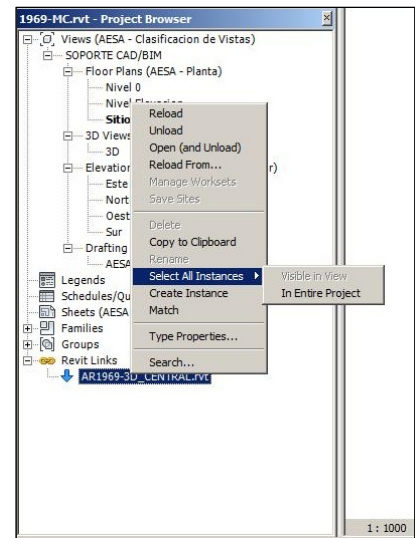 1969-MC.rvt - Project Browser
Views (AESA - Clasificacion de Vistas)
SOPORTE CAD/BIM
Floor Plans (AESA - Planta)
Nivel 0
Nivel Elevacion
Sitio
3D Views
3D
Elevation
r)
Este
Nort
Oest
Sur
Drafting
AESA
Legends
Schedules/Qu
Sheets (AESA
Families
Groups
Revit Links
AR1969-3D_CENTRAL.rvt
Reload
Unload
Open (and Unload)
Reload From...
Manage Worksets
Save Sites
Delete
Copy to Clipboard
Rename
Select All Instances
Create Instance
Match
Type Properties...
Search...
Visible in View
In Entire Project
1 : 1000